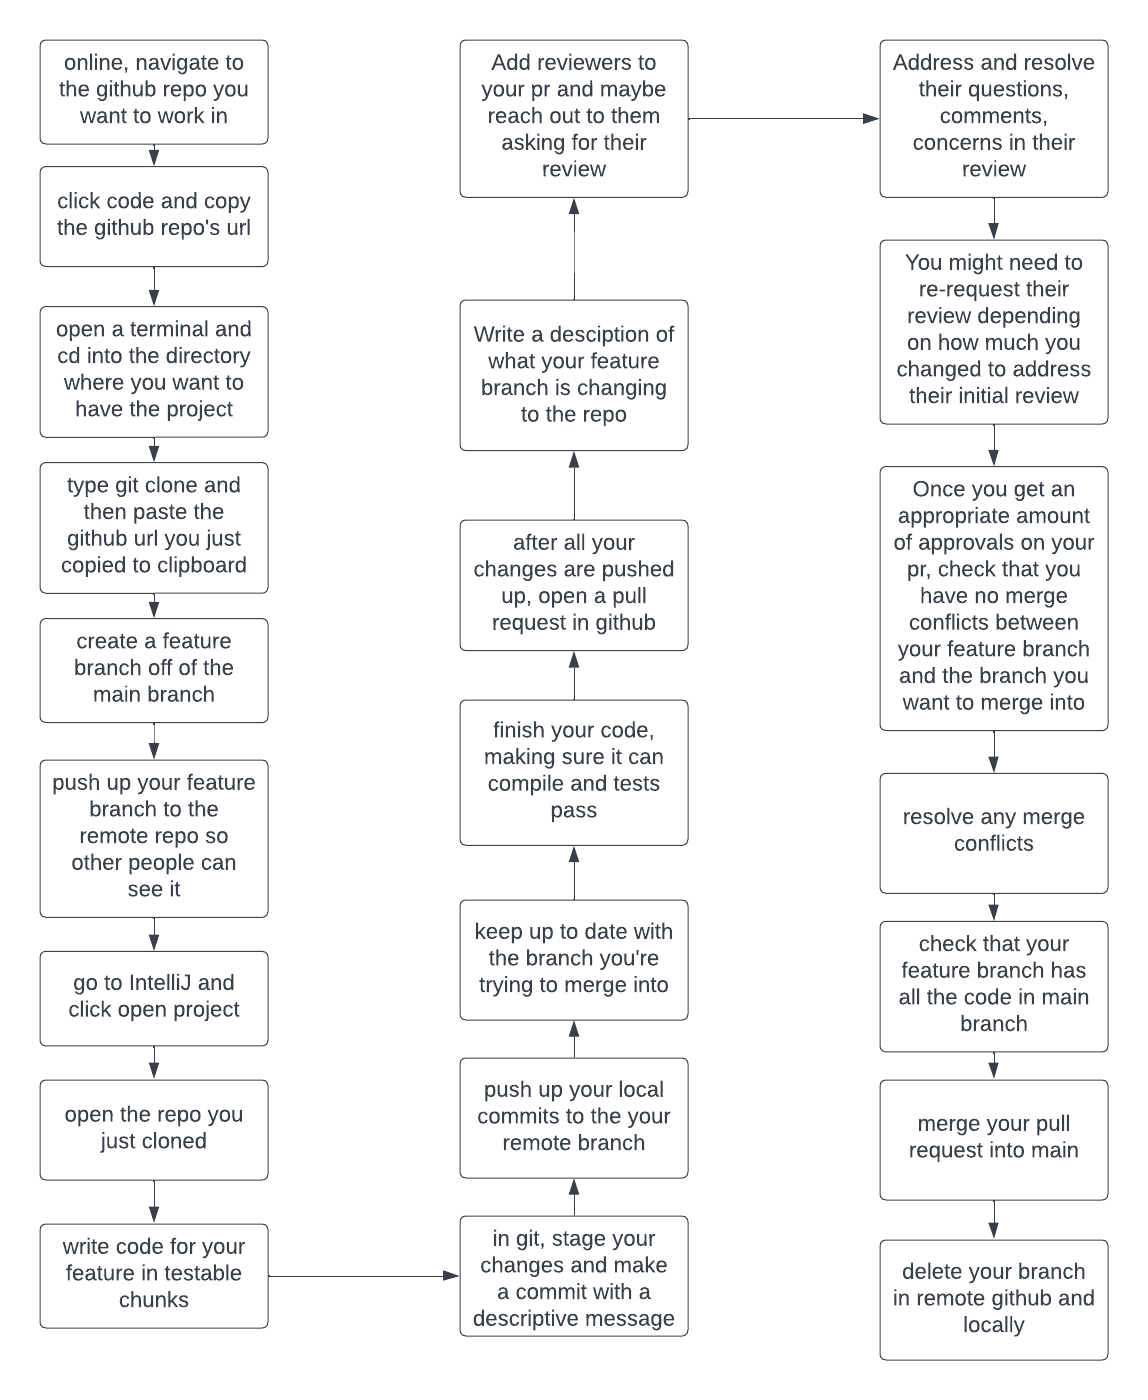 online, navigate to
the github repo you
want to work in
click code and copy
the github repo's url
open a terminal and
cd into the directory
where you want to
have the project
type git clone and
then paste the
github url you just
copied to clipboard
create a feature
branch off of the
main branch
push up your feature
branch to the
remote repo so
other people can
see it
go to IntelliJ and
click open project
open the repo you
just cloned
write code for your
feature in testable
chunks
in git, stage your
changes and make
a commit with a
descriptive message
push up your local
commits to the your
remote branch
keep up to date with
the branch you're
trying to merge into
finish your code,
making sure it can
compile and tests
pass
after all your
changes are pushed
up, open a pull
request in github
Write a desciption of
what your feature
branch is changing
to the repo
Add reviewers to
your pr and maybe
reach out to them
asking for their
review
Address and resolve
their questions,
comments,
concerns in their
review
You might need to
re-request their
review depending
on how much you
changed to address
their initial review
Once you get an
appropriate amount
of approvals on your
pr, check that you
have no merge
conflicts between
your feature branch
and the branch you
want to merge into
resolve any merge
conflicts
check that your
feature branch has
all the code in main
branch
merge your pull
request into main
delete your branch
in remote github and
locally